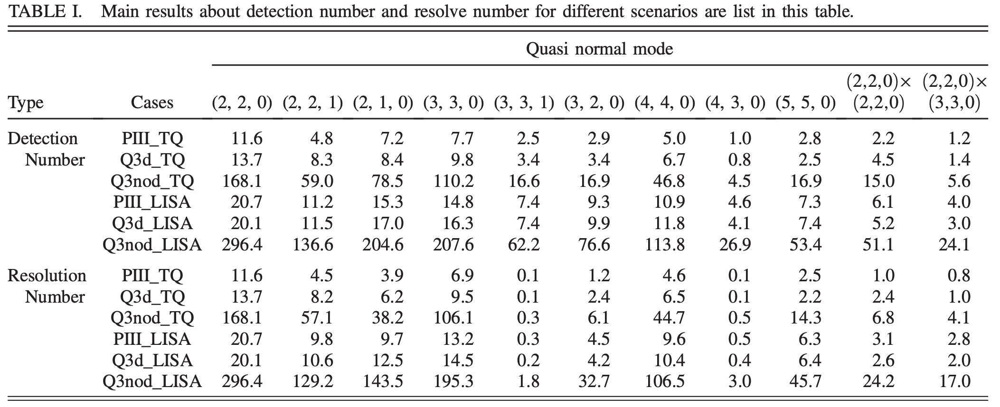 TABLE I. Main results about detection number and resolve number for different scenarios are list in this table.
Quasi normal mode
(2,2,0)× (2,2,0)×
Type Cases (2, 2, 0) (2, 2, 1) (2, 1, 0) (3, 3, 0) (3, 3, 1) (3, 2, 0) (4, 4, 0) (4, 3, 0) (5, 5, 0) (2,2,0) (3,3,0)
Detection PIII_TQ 11.6 4.8 7.2 7.7 2.5 2.9 5.0 1.0 2.8 2.2 1.2
Number Q3d_TQ 13.7 8.3 8.4 9.8 3.4 3.4 6.7 0.8 2.5 4.5 1.4
Q3nod_TQ 168.1 59.0 78.5 110.2 16.6 16.9 46.8 4.5 16.9 15.0 5.6
PIII_LISA 20.7 11.2 15.3 14.8 7.4 9.3 10.9 4.6 7.3 6.1 4.0
Q3d_LISA 20.1 11.5 17.0 16.3 7.4 9.9 11.8 4.1 7.4 5.2 3.0
Q3nod_LISA 296.4 136.6 204.6 207.6 62.2 76.6 113.8 26.9 53.4 51.1 24.1
Resolution PIII_TQ 11.6 4.5 3.9 6.9 0.1 1.2 4.6 0.1 2.5 1.0 0.8
Number Q3d_TQ 13.7 8.2 6.2 9.5 0.1 2.4 6.5 0.1 2.2 2.4 1.0
Q3nod_TQ 168.1 57.1 38.2 106.1 0.3 6.1 44.7 0.5 14.3 6.8 4.1
PIII_LISA 20.7 9.8 9.7 13.2 0.3 4.5 9.6 0.5 6.3 3.1 2.8
Q3d_LISA 20.1 10.6 12.5 14.5 0.2 4.2 10.4 0.4 6.4 2.6 2.0
Q3nod_LISA 296.4 129.2 143.5 195.3 1.8 32.7 106.5 3.0 45.7 24.2 17.0